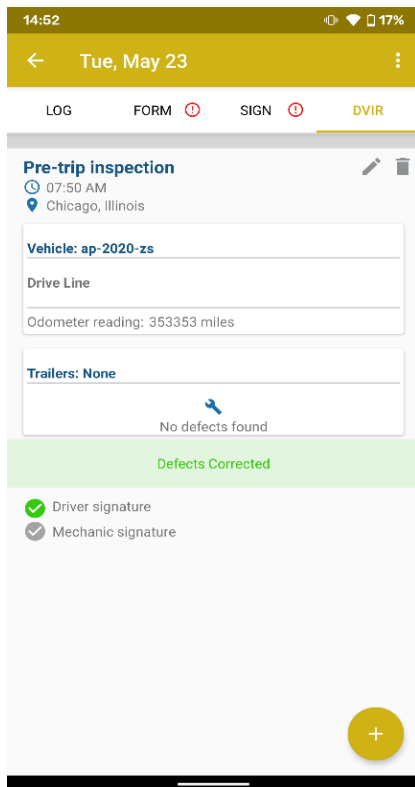 14:52 17%
Tue, May 23
LOG FORM SIGN DVIR
Pre-trip inspection
07:50 AM
Chicago, Illinois
Vehicle: ap-2020-zs
Drive Line
Odometer reading: 353353 miles
Trailers: None
No defects found
Defects Corrected
Driver signature
Mechanic signature